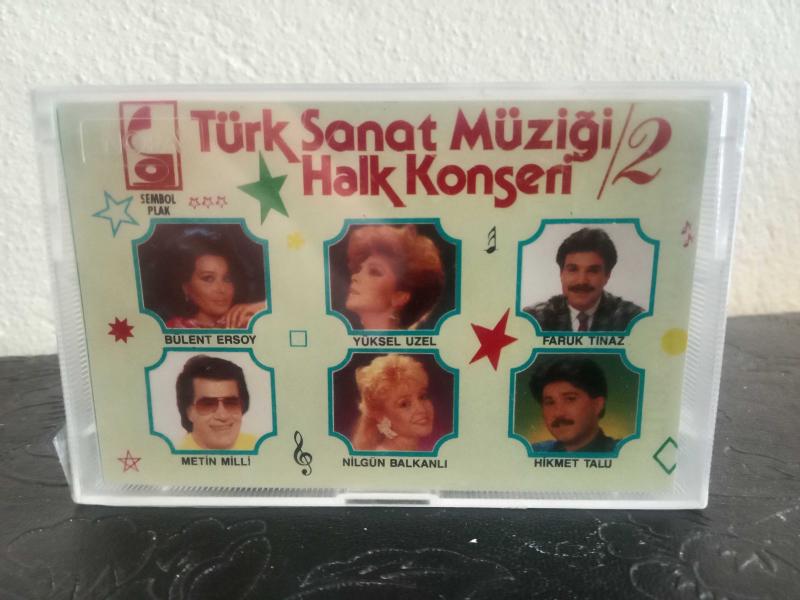 Türk Sanat Müziği
Halk Konseri /2
SEMBOL
PLAK
BÜLENT ERSOY
YÜKSEL UZEL
FARUK TINAZ
METİN MİLLİ
NİLGÜN BALKANLI
HİKMET TALU